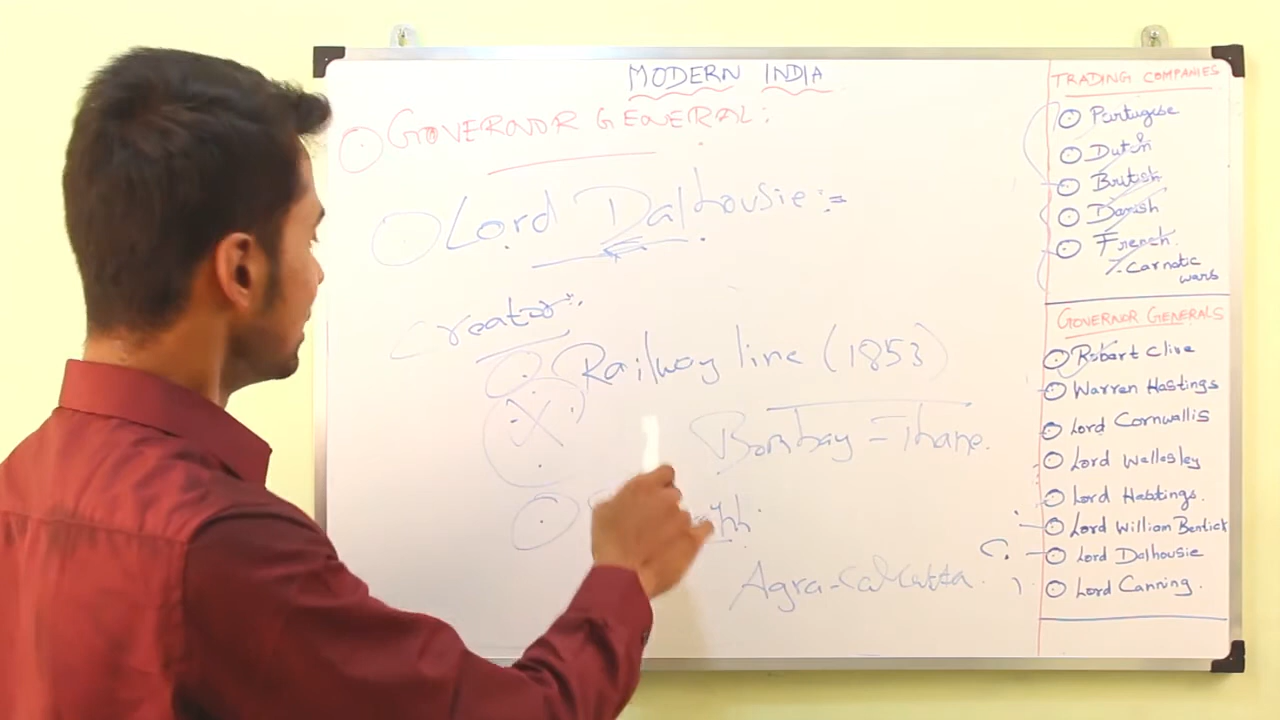 MODERN INDIA
GOVERNOR GENERAL:
Lord Dalhousie :-
Creator:
Railway line (1853)
Bombay - Thane.
Agra - Calcutta.
TRADING COMPANIES
Portugese
Dutch
British
Danish
French.
Carnatic
wars
GOVERNOR GENERALS
Robert Clive
Warren Hastings
Lord Cornwallis
Lord Wellesley
Lord Hastings.
Lord William Bentick
Lord Dalhousie
Lord Canning.